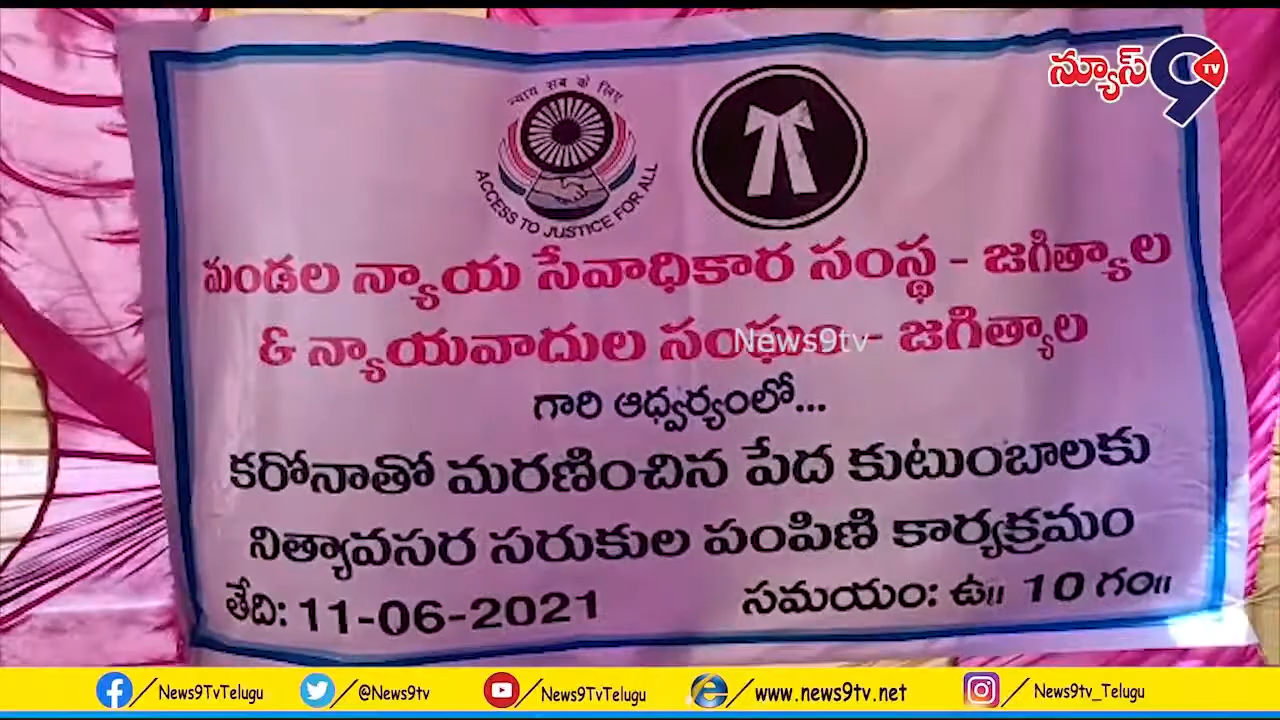 న్యూస్ 9 TV
न्याय सब के लिए
ACCESS TO JUSTICE FOR ALL
మండల న్యాయ సేవాధికార సంస్థ - జగిత్యాల
& న్యాయవాదుల సంఘం - జగిత్యాల
News9tv
గారి ఆధ్వర్యంలో...
కరోనాతో మరణించిన పేద కుటుంబాలకు
నిత్యావసర సరుకుల పంపిణి కార్యక్రమం
తేది: 11-06-2021 సమయం: ఉ॥ 10 గం॥
News9TvTelugu @News9tv News9TvTelugu www.news9tv.net News9tv_Telugu